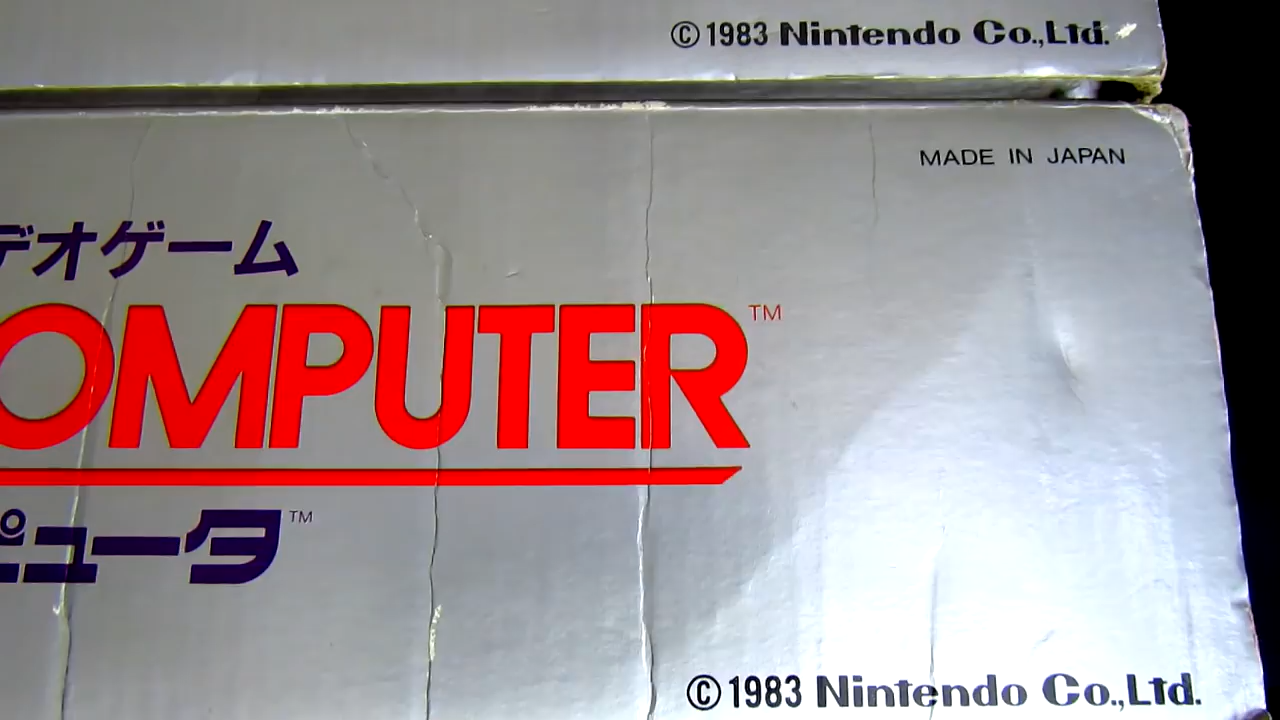 © 1983 Nintendo Co.,Ltd.
MADE IN JAPAN
デオゲーム
COMPUTER™
ピュータ™
© 1983 Nintendo Co.,Ltd.